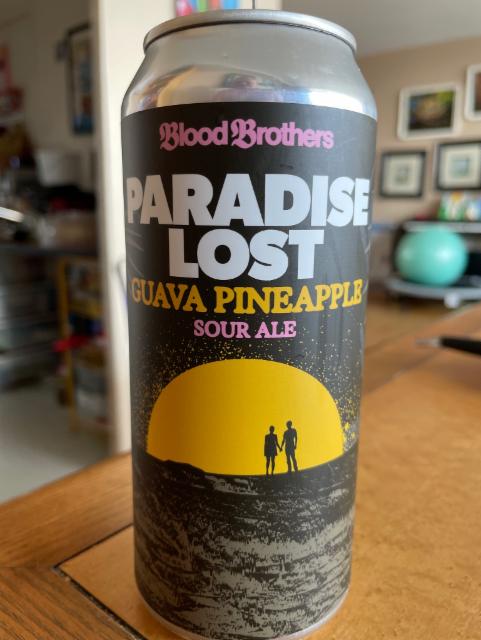 Blood Brothers
PARADISE
LOST
GUAVA PINEAPPLE
SOUR ALE